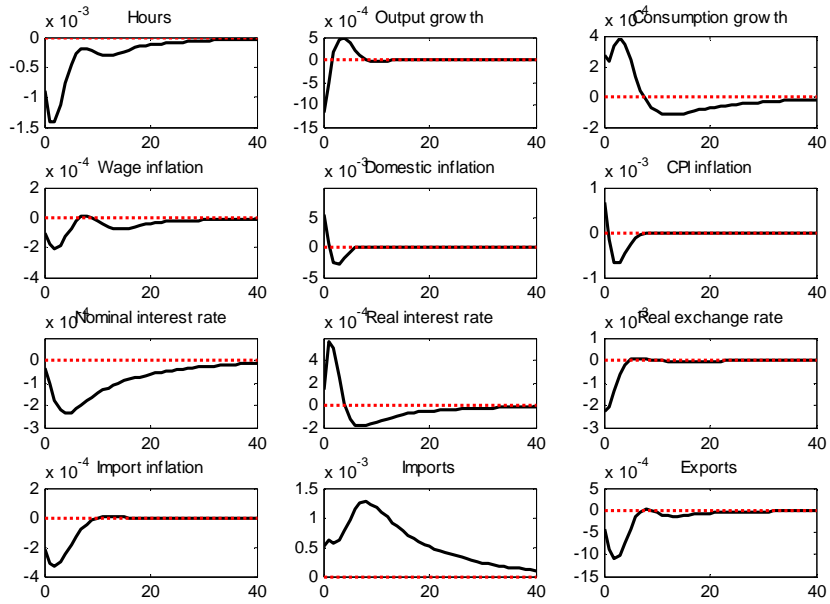 x 10^-3 Hours
0
-0.5
-1
-1.5
0 20 40
x 10^-4 Output growth
5
0
-5
-10
-15
0 20 40
x 10^-4 Consumption growth
4
2
0
-2
0 20 40
x 10^-4 Wage inflation
2
0
-2
-4
0 20 40
x 10^-3 Domestic inflation
5
0
-5
0 20 40
x 10^-3 CPI inflation
1
0
-1
0 20 40
x 10^-4 Nominal interest rate
0
-1
-2
-3
0 20 40
x 10^-4 Real interest rate
4
2
0
-2
0 20 40
x 10^-3 Real exchange rate
1
0
-1
-2
-3
0 20 40
x 10^-4 Import inflation
2
0
-2
-4
0 20 40
x 10^-3 Imports
1.5
1
0.5
0
0 20 40
x 10^-4 Exports
5
0
-5
-10
-15
0 20 40